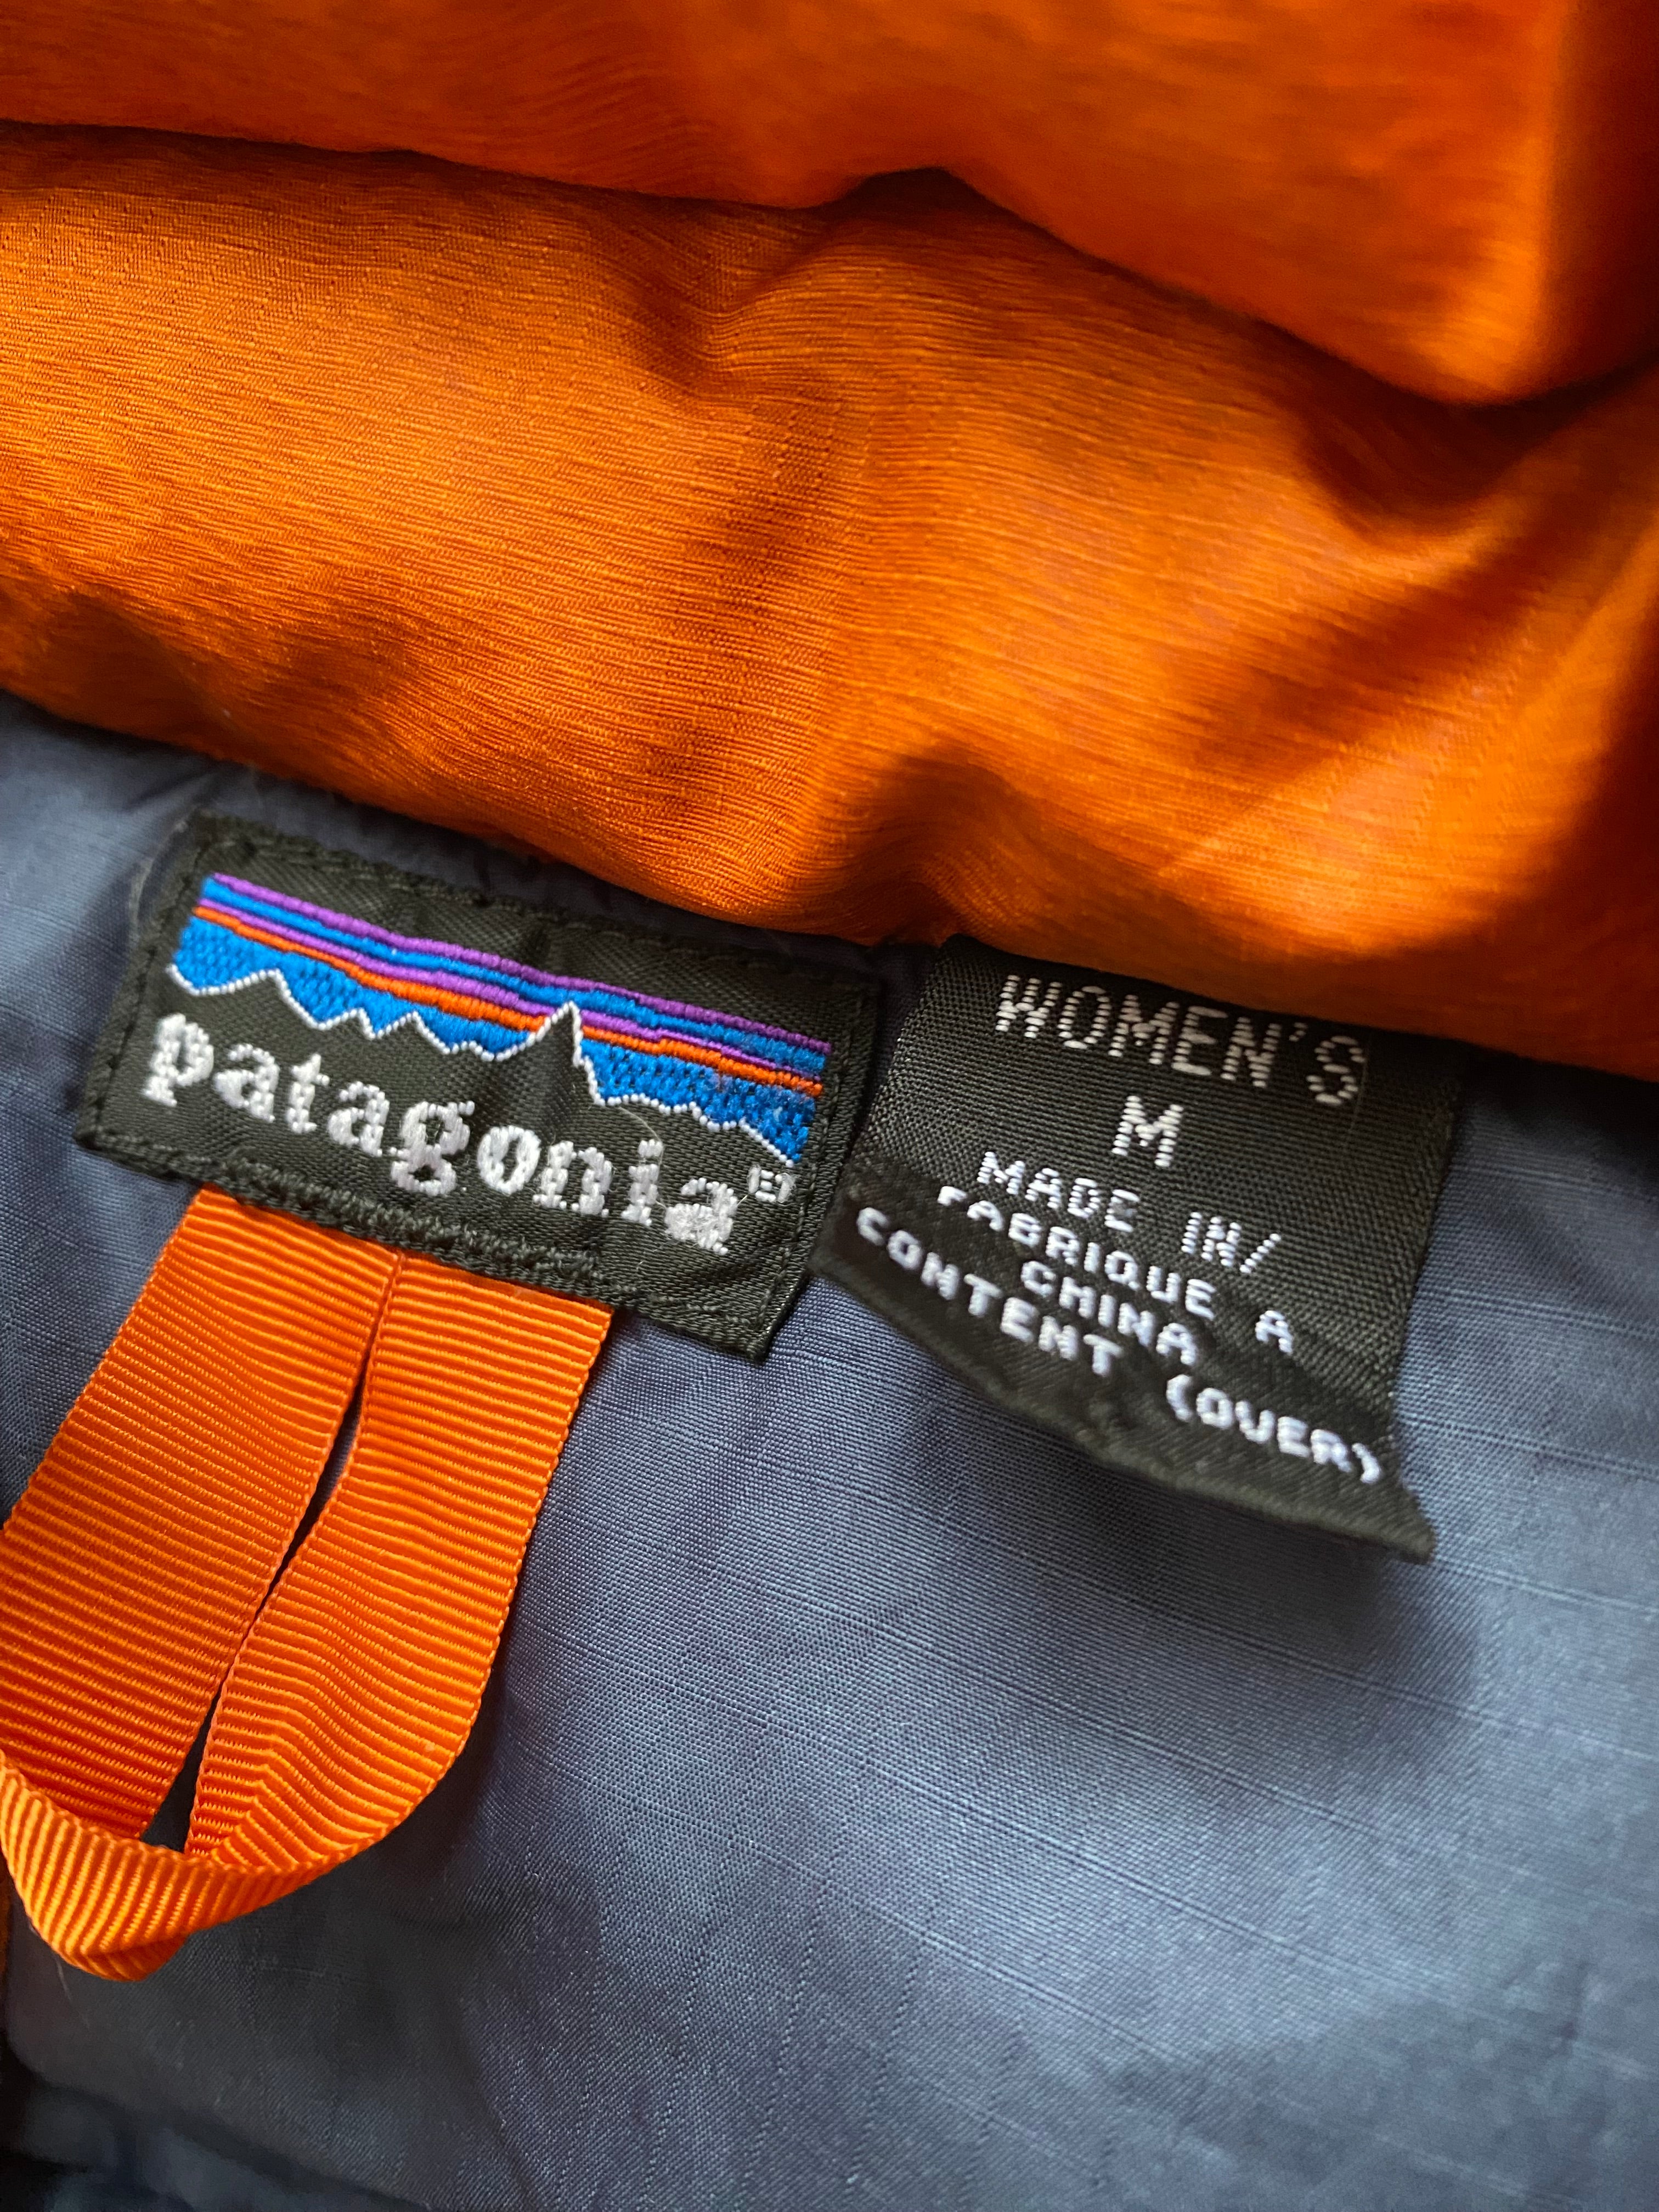 patagonia®
WOMEN'S
M
MADE IN/
FABRIQUE A
CHINA
CONTENT (OVER)